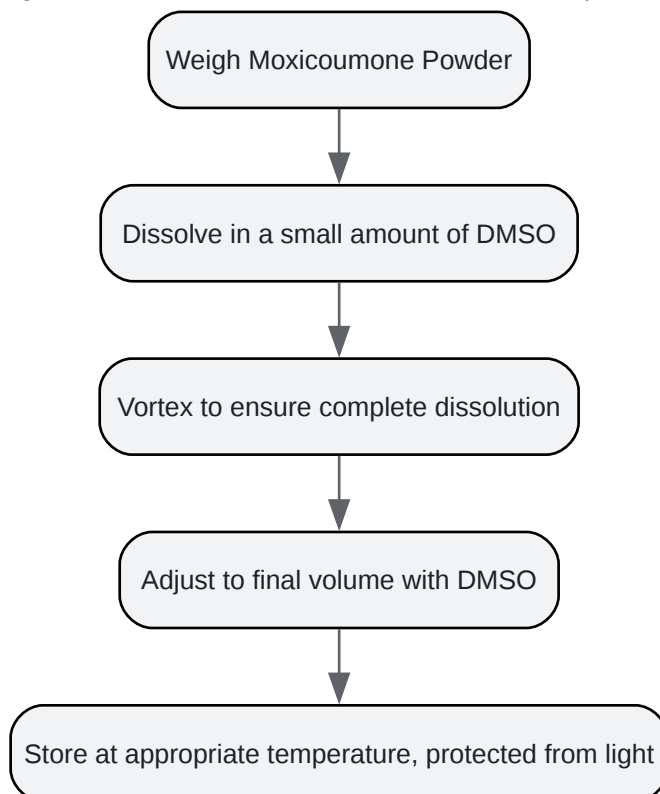 Weigh Moxicoumone Powder
Dissolve in a small amount of DMSO
Vortex to ensure complete dissolution
Adjust to final volume with DMSO
Store at appropriate temperature, protected from light